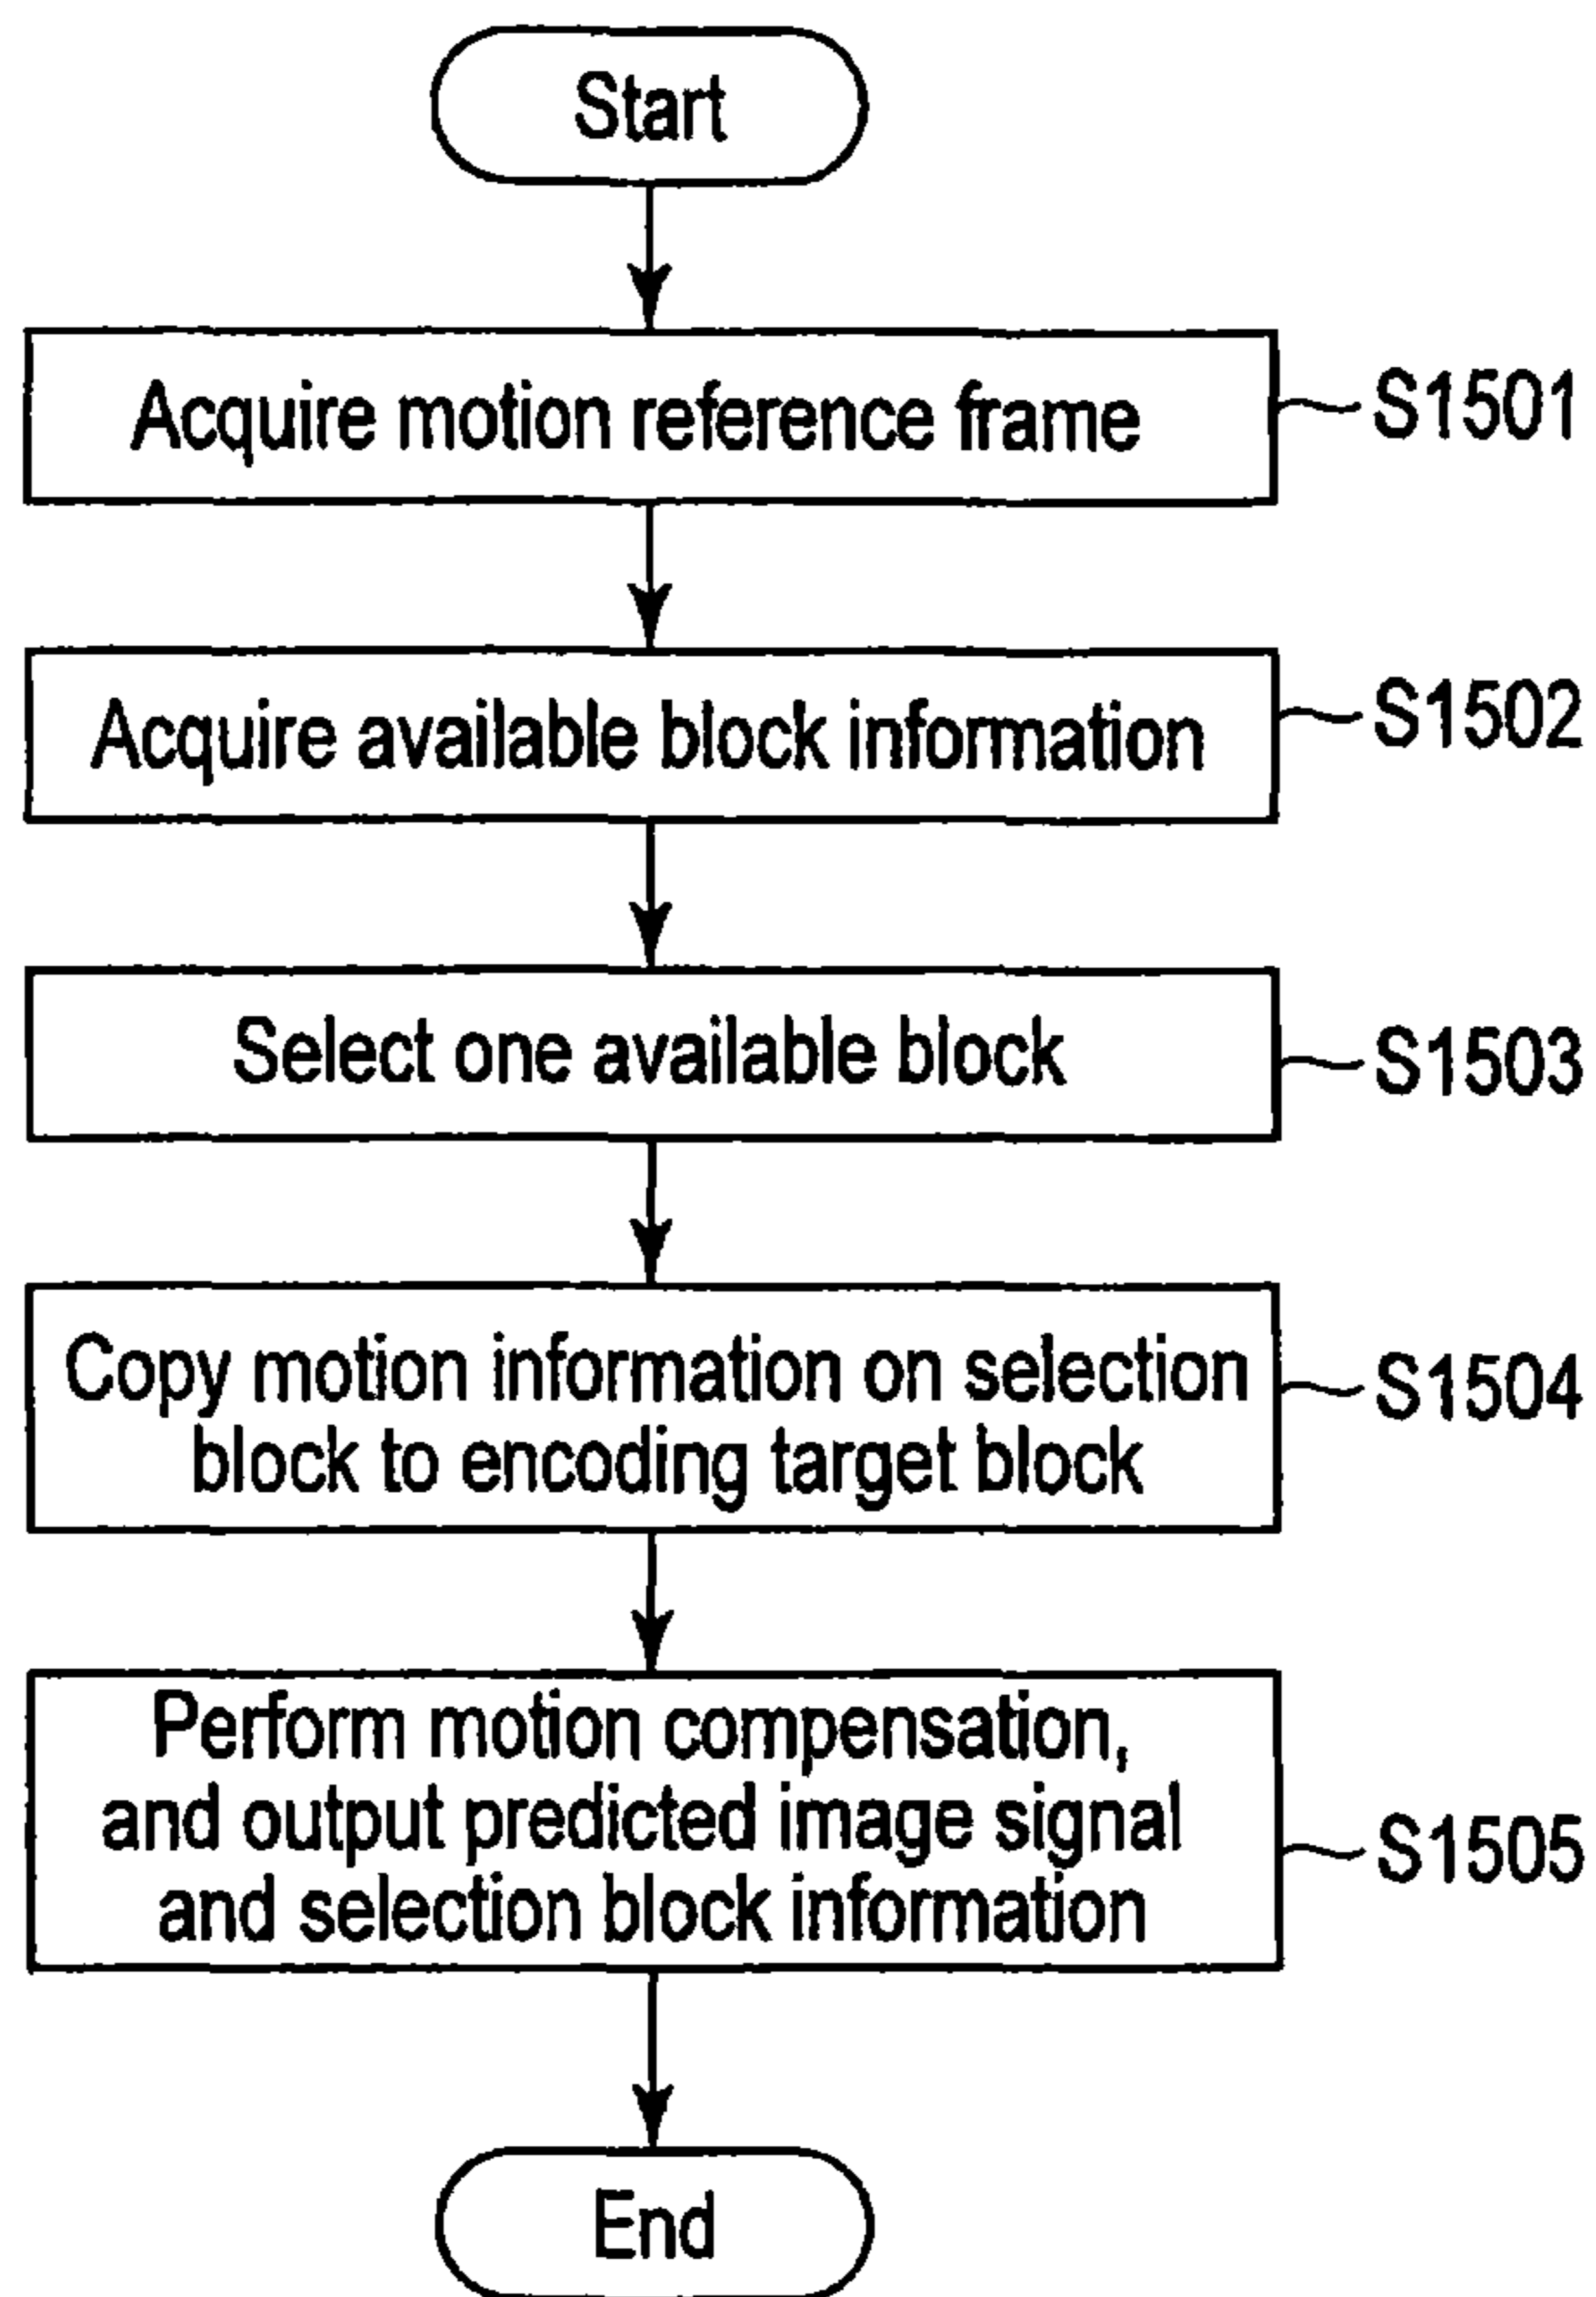 Start
Acquire motion reference frame
S1501
Acquire available block information
S1502
Select one available block
S1503
Copy motion information on selection
block to encoding target block
S1504
Perform motion compensation,
and output predicted image signal
and selection block information
S1505
End